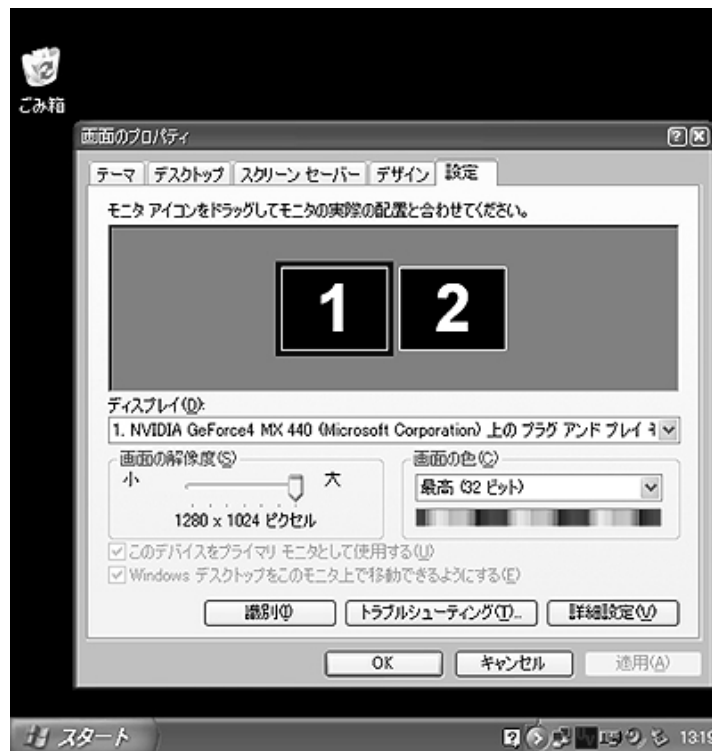 ごみ箱
画面のプロパティ
テーマ デスクトップ スクリーン セーバー デザイン 設定
モニタ アイコンをドラッグしてモニタの実際の配置と合わせてください。
1 2
ディスプレイ(D):
1. NVIDIA GeForce4 MX 440 (Microsoft Corporation) 上の プラグ アンド プレイ モ
画面の解像度(S) 画面の色(C)
小 大 最高 (32 ビット)
1280 x 1024 ピクセル
このデバイスをプライマリ モニタとして使用する(U)
Windows デスクトップをこのモニタ上で移動できるようにする(E)
識別(I) トラブルシューティング(T)... 詳細設定(V)
OK キャンセル 適用(A)
スタート 13:19